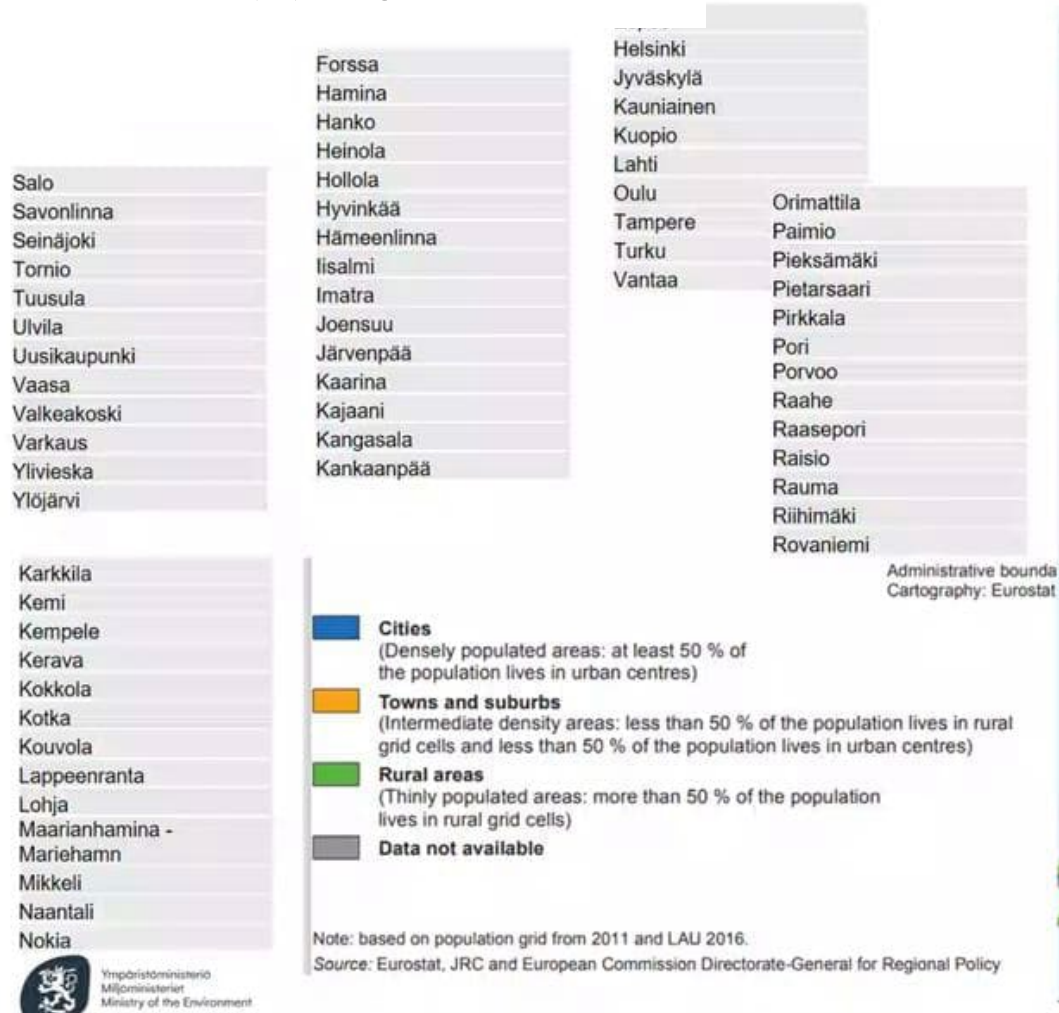 Salo
Savonlinna
Seinäjoki
Tornio
Tuusula
Ulvila
Uusikaupunki
Vaasa
Valkeakoski
Varkaus
Ylivieska
Ylöjärvi
Forssa
Hamina
Hanko
Heinola
Hollola
Hyvinkää
Hämeenlinna
Iisalmi
Imatra
Joensuu
Järvenpää
Kaarina
Kajaani
Kangasala
Kankaanpää
Helsinki
Jyväskylä
Kauniainen
Kuopio
Lahti
Oulu
Tampere
Turku
Vantaa
Orimattila
Paimio
Pieksämäki
Pietarsaari
Pirkkala
Pori
Porvoo
Raahe
Raasepori
Raisio
Rauma
Riihimäki
Rovaniemi
Administrative bounda
Cartography: Eurostat
Karkkila
Kemi
Kempele
Kerava
Kokkola
Kotka
Kouvola
Lappeenranta
Lohja
Maarianhamina -
Mariehamn
Mikkeli
Naantali
Nokia
Cities
(Densely populated areas: at least 50 % of
the population lives in urban centres)
Towns and suburbs
(Intermediate density areas: less than 50 % of the population lives in rural
grid cells and less than 50 % of the population lives in urban centres)
Rural areas
(Thinly populated areas: more than 50 % of the population
lives in rural grid cells)
Data not available
Note: based on population grid from 2011 and LAU 2016.
Source: Eurostat, JRC and European Commission Directorate-General for Regional Policy
Ympäristöministeriö
Miljöministeriet
Ministry of the Environment